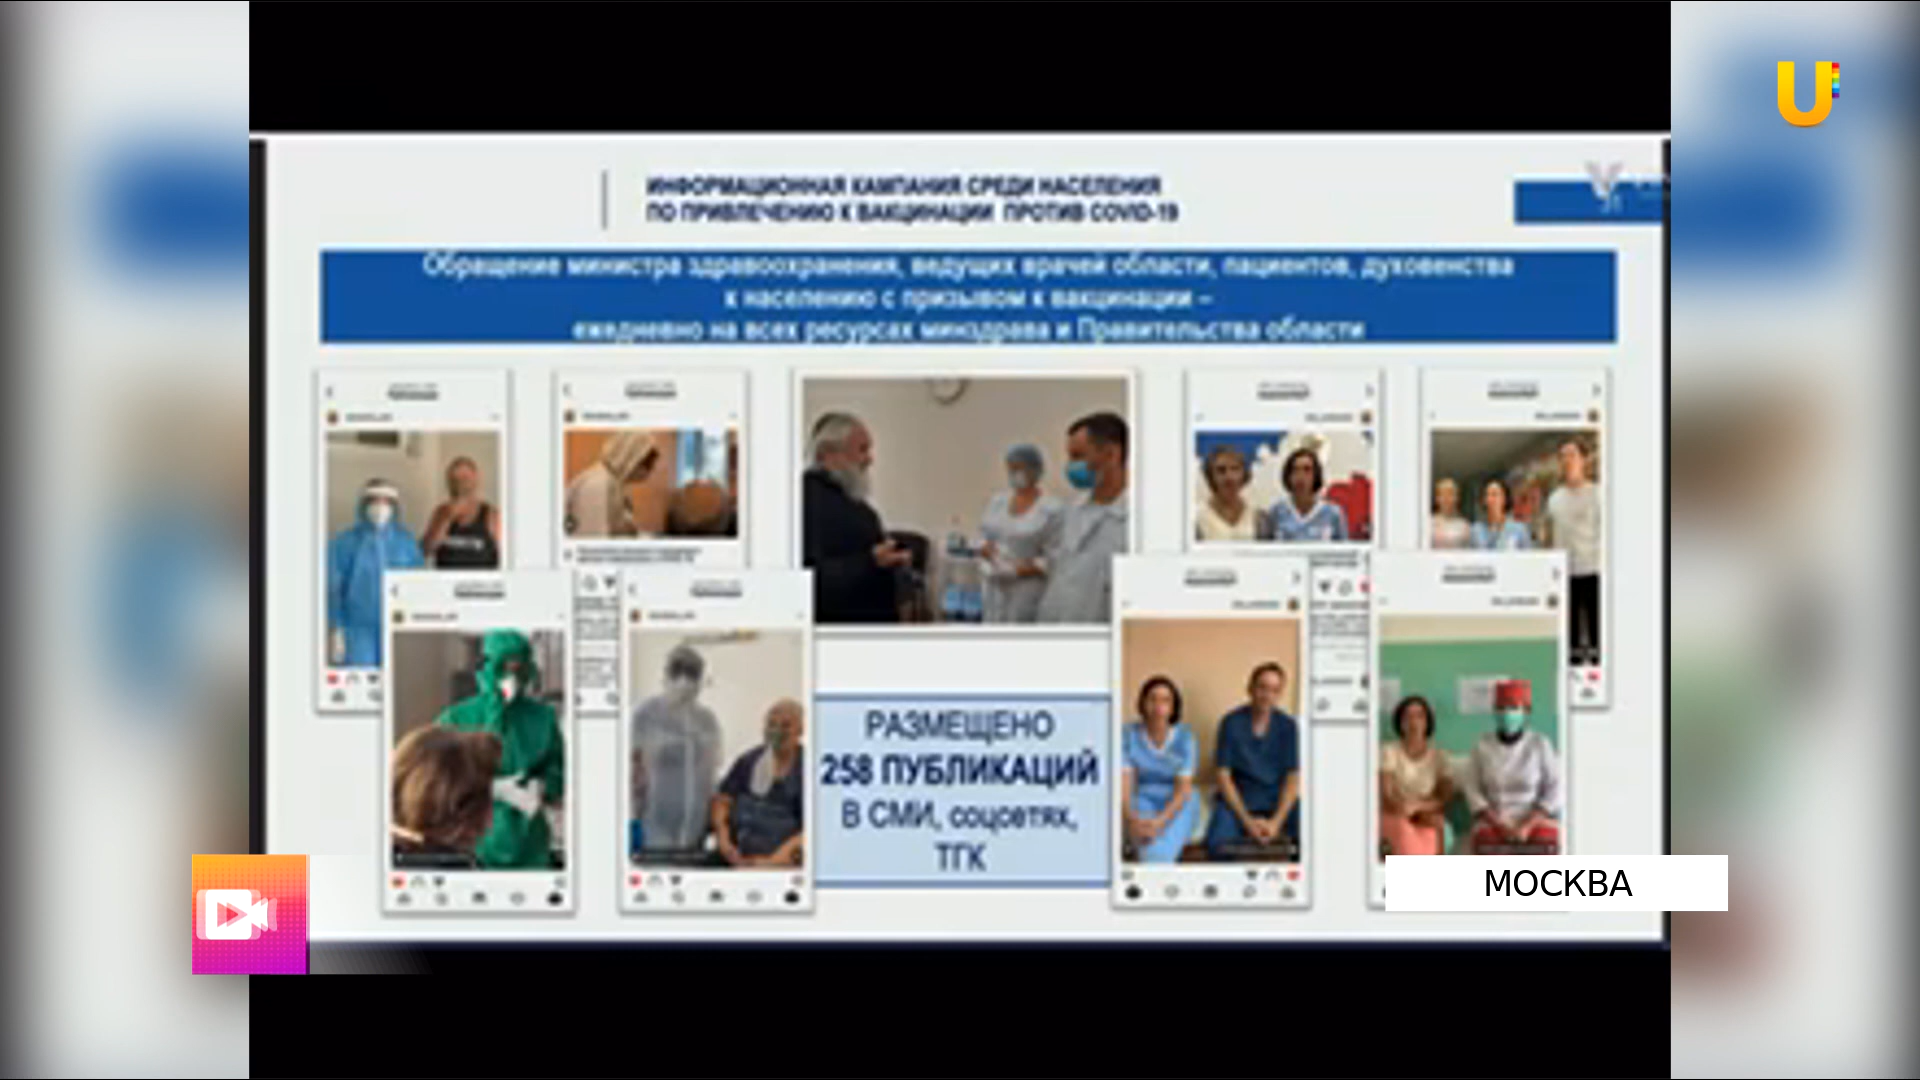 U
ИНФОРМАЦИОННАЯ КАМПАНИЯ СРЕДИ НАСЕЛЕНИЯ
ПО ПРИВЛЕЧЕНИЮ К ВАКЦИНАЦИИ ПРОТИВ COVID-19
Обращение министра здравоохранения, ведущих врачей области, пациентов, духовенства
к населению с призывом к вакцинации –
ежедневно на всех ресурсах минздрава и Правительства области
РАЗМЕЩЕНО
258 ПУБЛИКАЦИЙ
В СМИ, соцсетях,
ТГК
МОСКВА